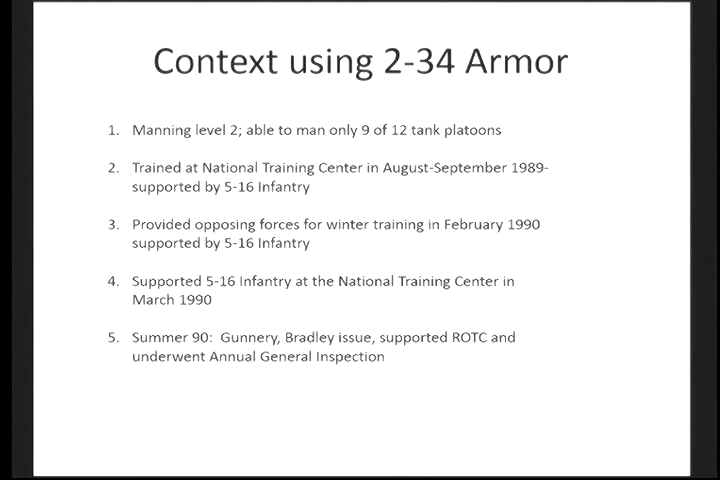 Context using 2-34 Armor
1. Manning level 2; able to man only 9 of 12 tank platoons
2. Trained at National Training Center in August-September 1989-
supported by 5-16 Infantry
3. Provided opposing forces for winter training in February 1990
supported by 5-16 Infantry
4. Supported 5-16 Infantry at the National Training Center in
March 1990
5. Summer 90:  Gunnery, Bradley issue, supported ROTC and
underwent Annual General Inspection